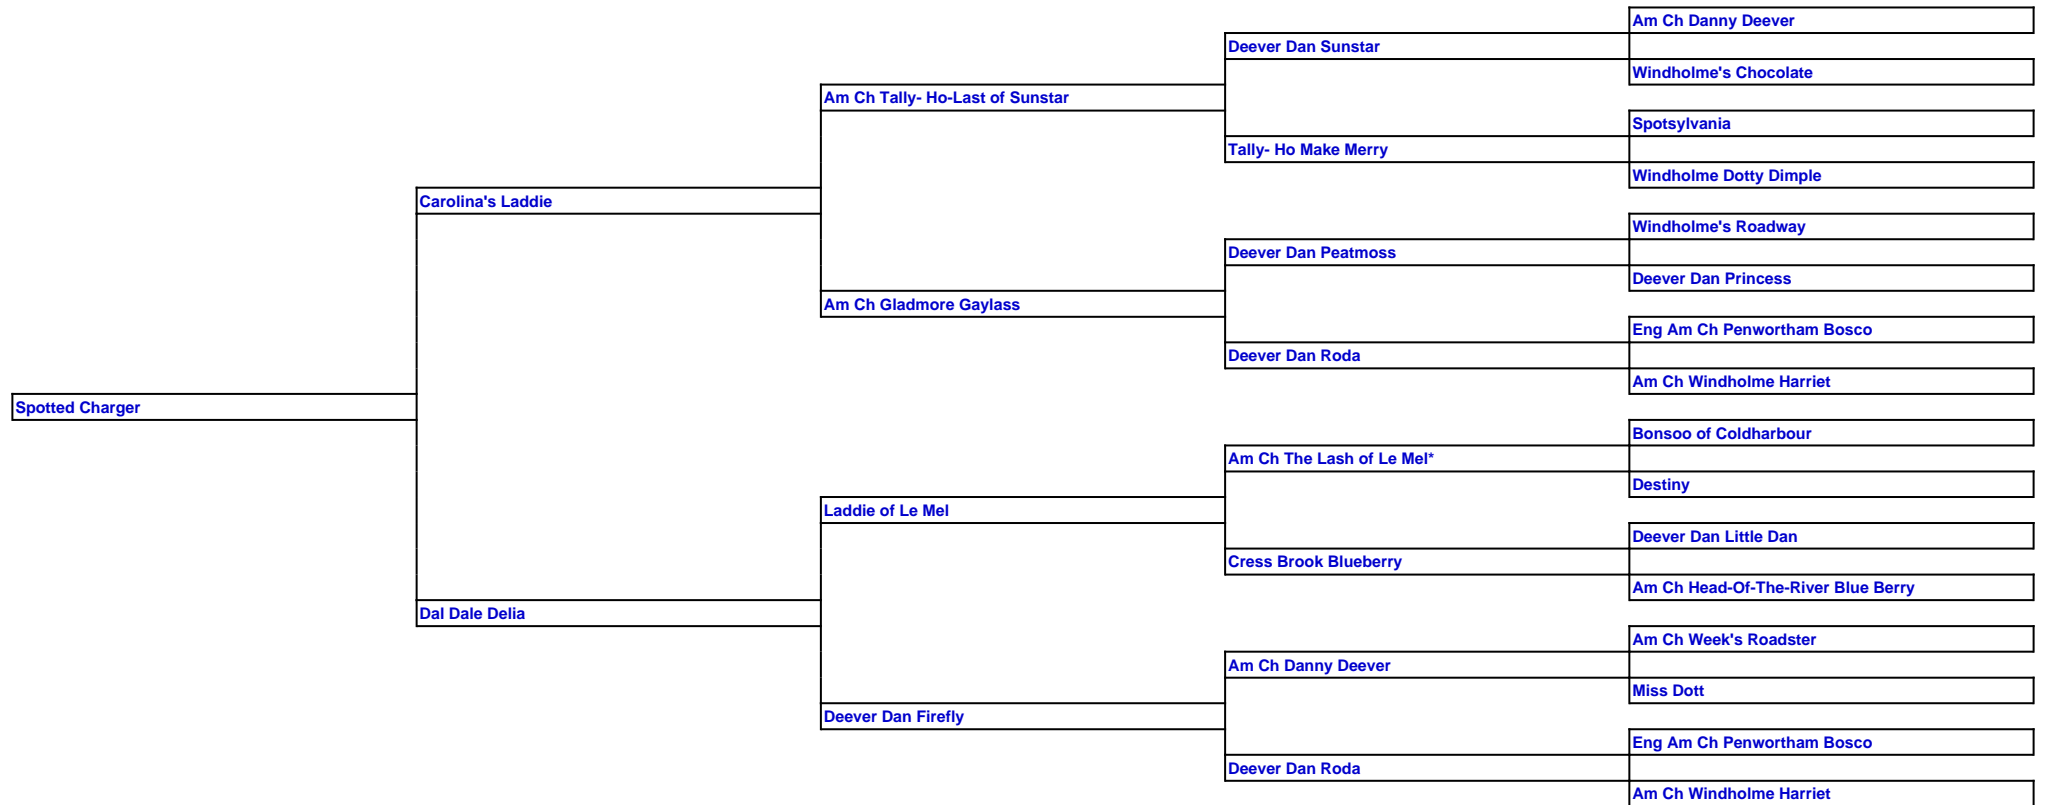 Am Ch Danny Deever
Deever Dan Sunstar
Windholme's Chocolate
Am Ch Tally- Ho-Last of Sunstar
Spotsylvania
Tally- Ho Make Merry
Windholme Dotty Dimple
Carolina's Laddie
Windholme's Roadway
Deever Dan Peatmoss
Deever Dan Princess
Am Ch Gladmore Gaylass
Eng Am Ch Penwortham Bosco
Deever Dan Roda
Am Ch Windholme Harriet
Spotted Charger
Bonsoo of Coldharbour
Am Ch The Lash of Le Mel*
Destiny
Laddie of Le Mel
Deever Dan Little Dan
Cress Brook Blueberry
Am Ch Head-Of-The-River Blue Berry
Dal Dale Delia
Am Ch Week's Roadster
Am Ch Danny Deever
Miss Dott
Deever Dan Firefly
Eng Am Ch Penwortham Bosco
Deever Dan Roda
Am Ch Windholme Harriet